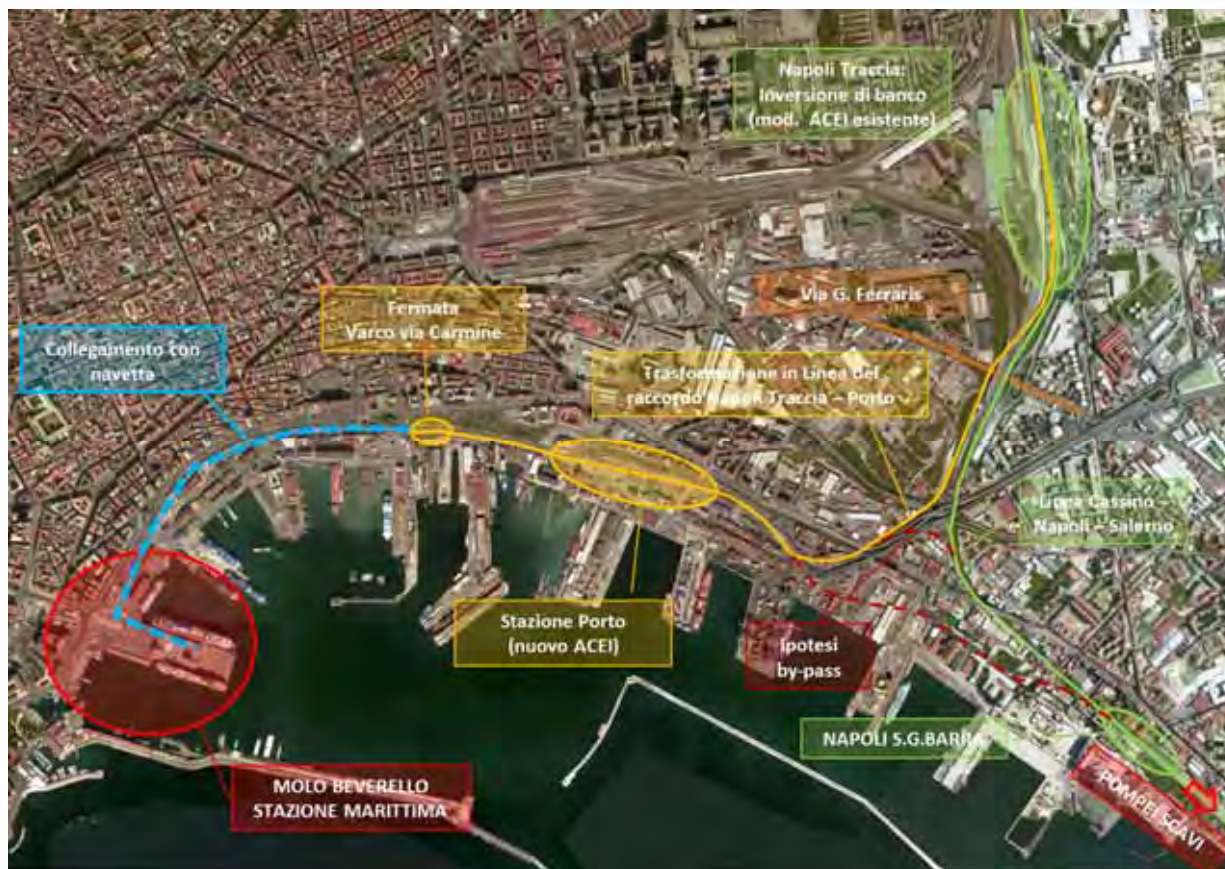 Napoli Traccia:
Inversione di banco
(mod. ACEI esistente)
Via G. Ferraris
Fermata
Varco via Carmine
Collegamento con
navetta
Trasformazione in Linea del
raccordo Napoli Traccia – Porto
Linea Cassino –
Napoli – Salerno
Stazione Porto
(nuovo ACEI)
ipotesi
by-pass
NAPOLI S.G.BARRA
MOLO BEVERELLO
STAZIONE MARITTIMA
POMPEI SCAVI